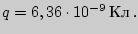 q = 6,36 · 10⁻⁹ Кл .